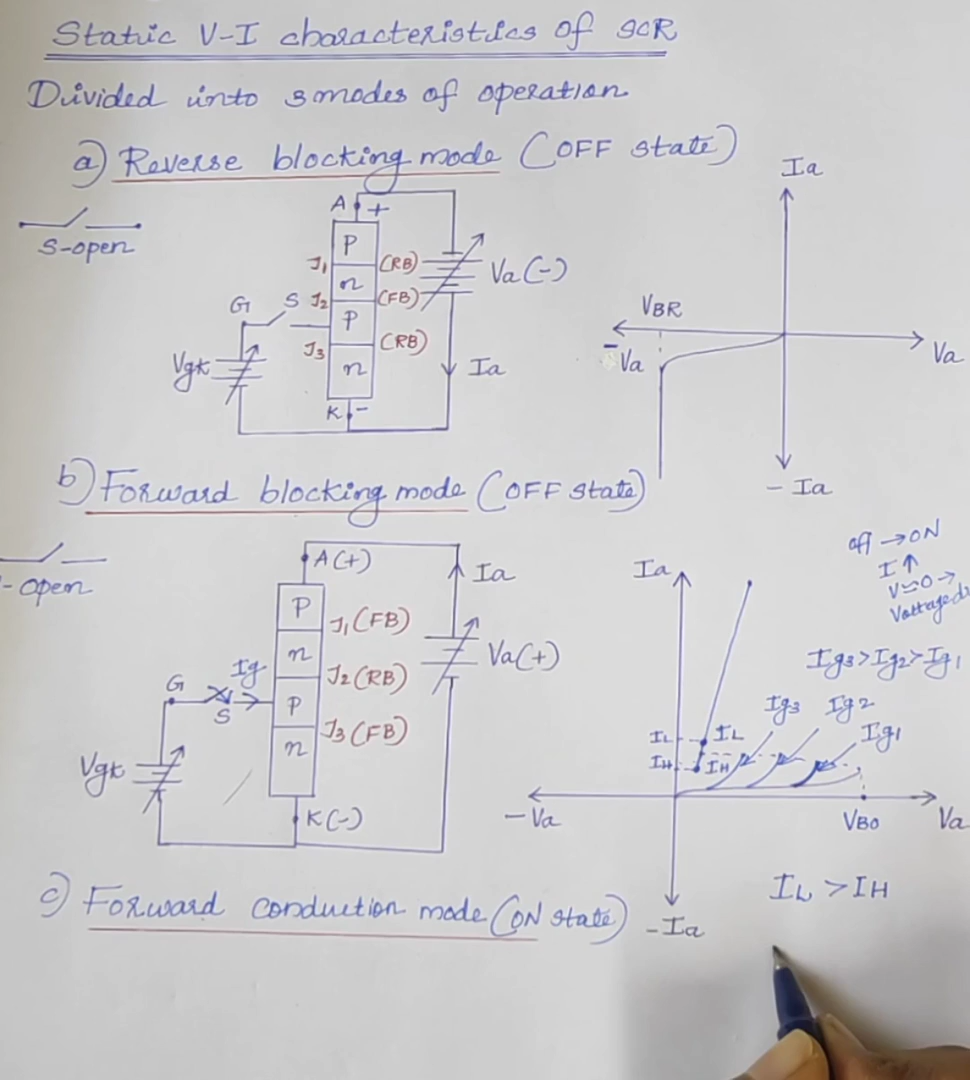 Static V-I characteristics of SCR
Divided into 3 modes of operation
a) Reverse blocking mode (OFF state)
S-open
A +
P
J1 (RB)
n
G S J2 (FB)
P
J3 (RB)
n
K -
Vgk
Va (-)
Ia
Ia
VBR
-Va
Va
- Ia
b) Forward blocking mode (OFF state)
- open
A (+)
P
J1 (FB)
n
J2 (RB)
P
J3 (FB)
n
K (-)
G
S
Ig
Vgk
Ia
Va (+)
off → ON
I ↑
V ≃ 0 →
Ig3 > Ig2 > Ig1
Ia
Ig3 Ig2
Ig1
IL IL
IH IH
-Va VBO Va
IL > IH
-Ia
c) Forward conduction mode (ON state)